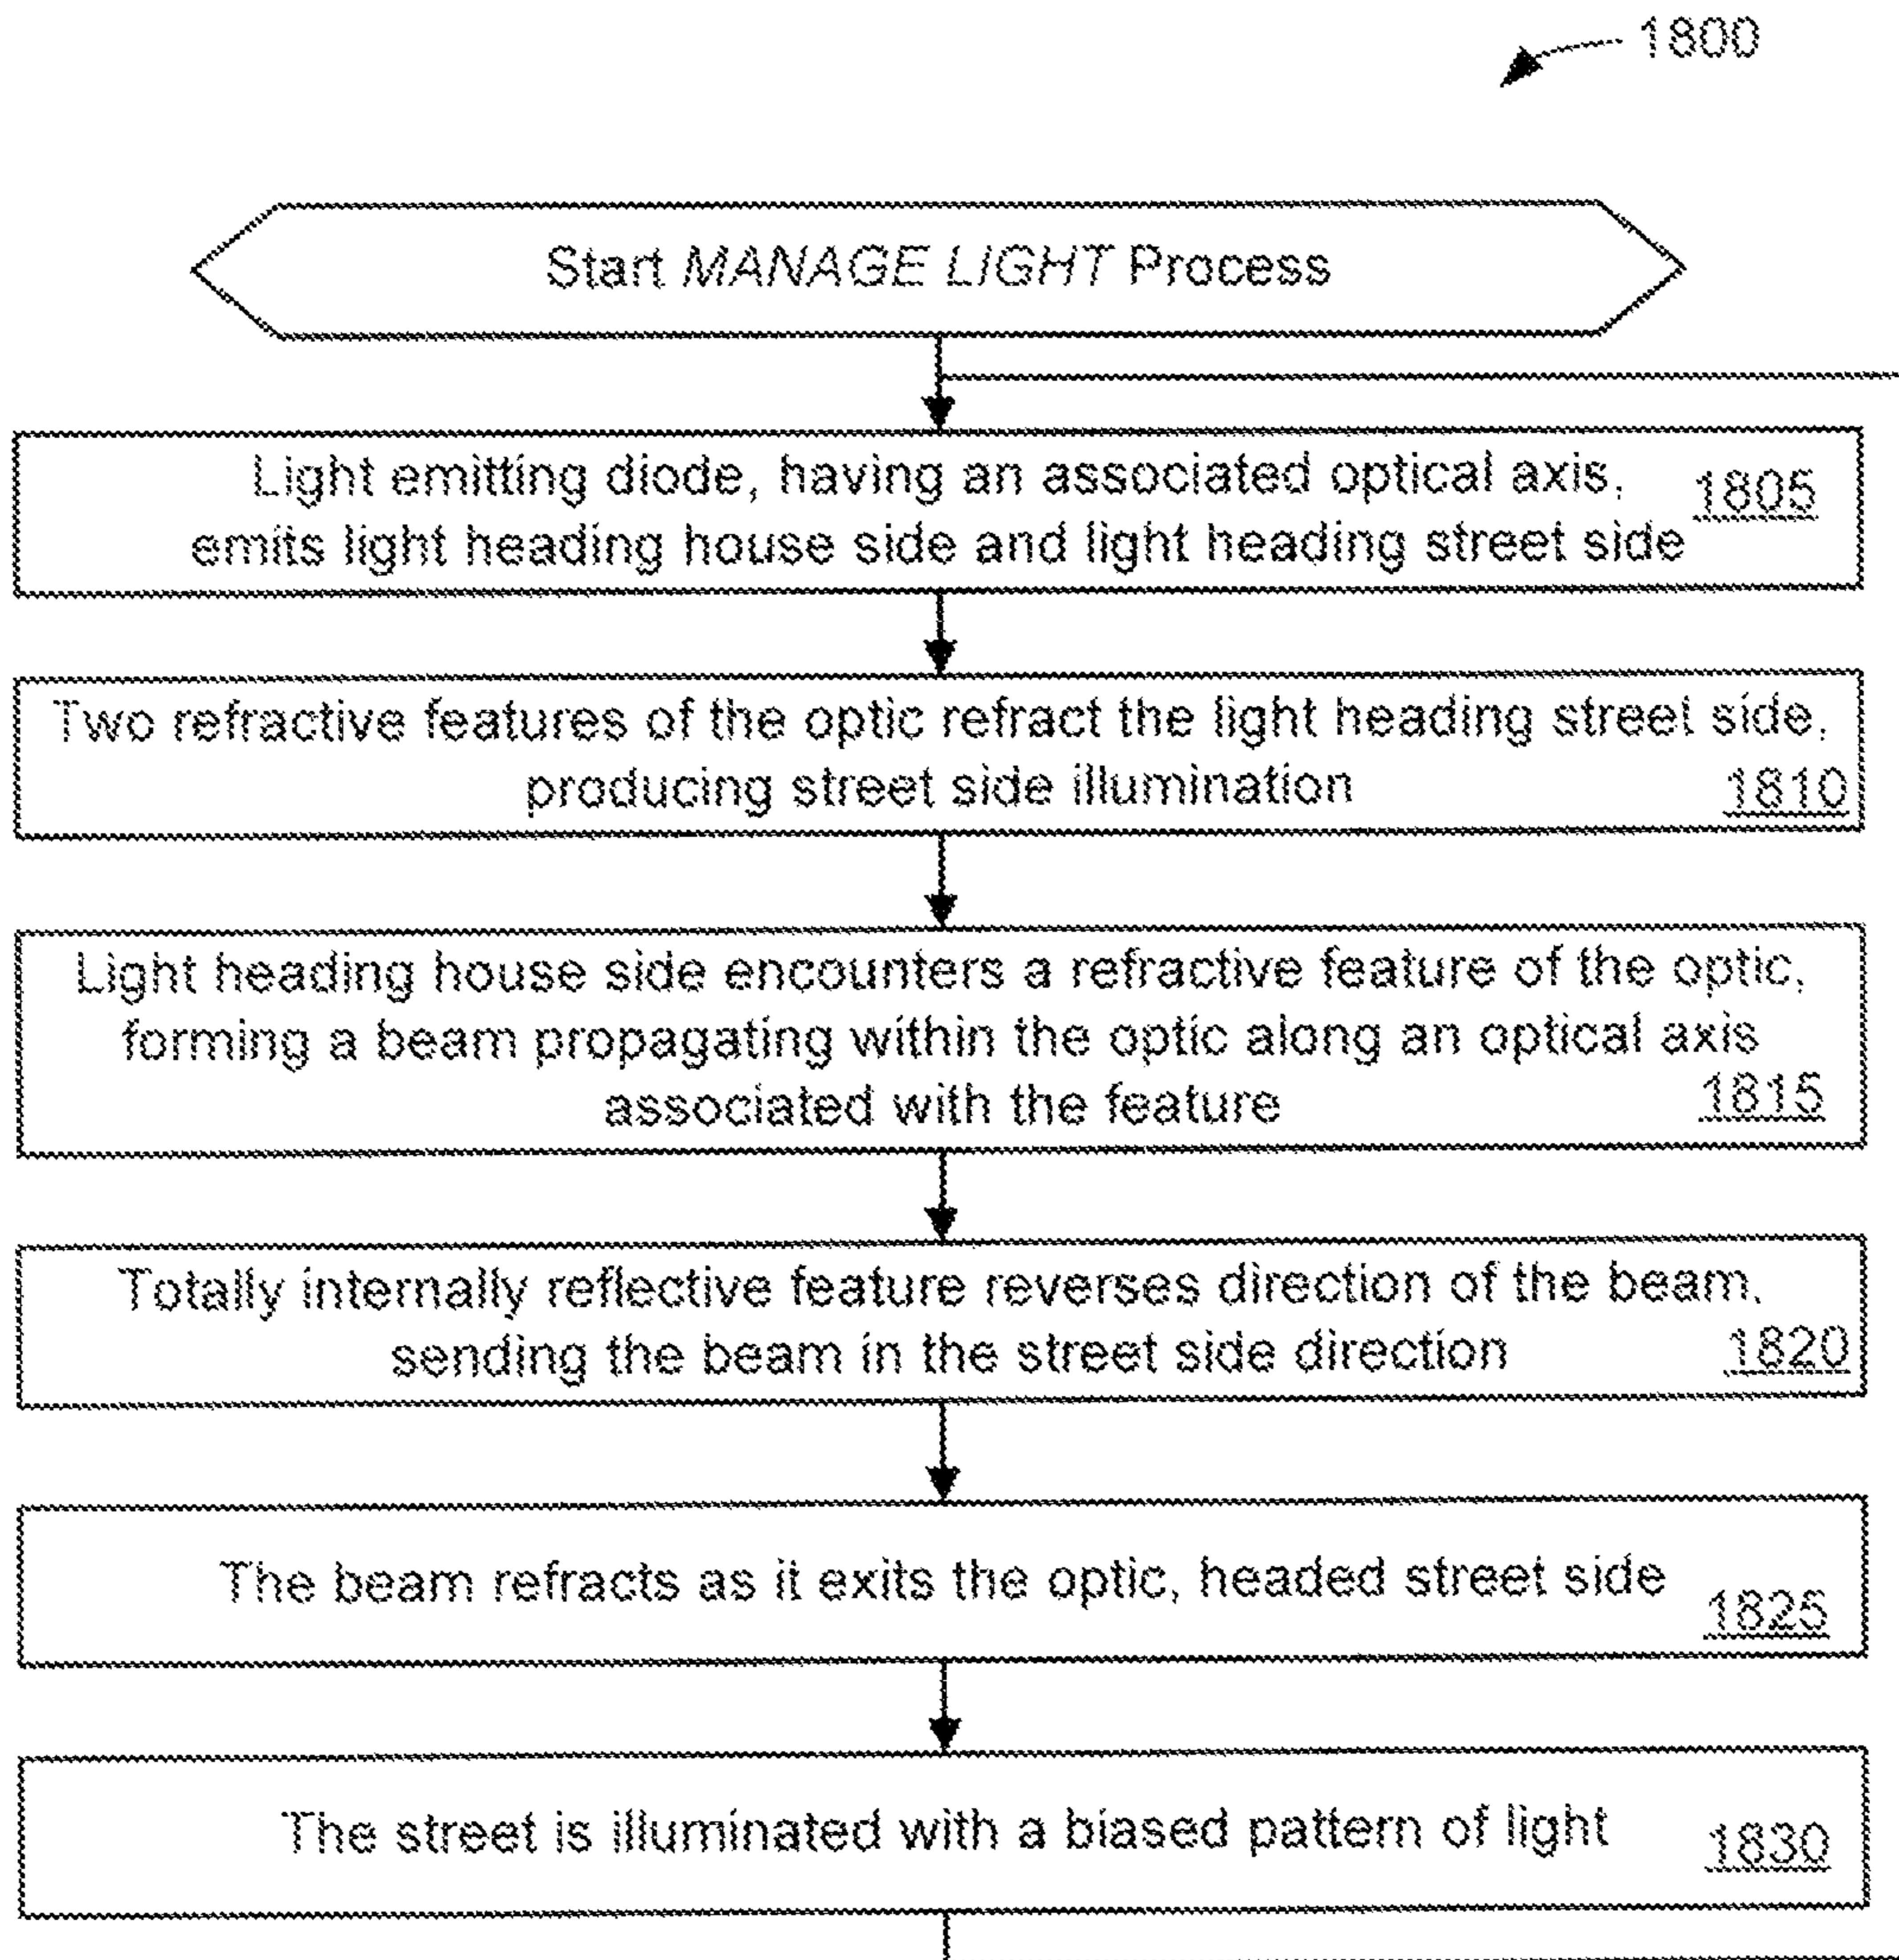 1800
Start MANAGE LIGHT Process
Light emitting diode, having an associated optical axis,
emits light heading house side and light heading street side
1805
Two refractive features of the optic refract the light heading street side,
producing street side illumination
1810
Light heading house side encounters a refractive feature of the optic,
forming a beam propagating within the optic along an optical axis
associated with the feature
1815
Totally internally reflective feature reverses direction of the beam,
sending the beam in the street side direction
1820
The beam refracts as it exits the optic, headed street side
1825
The street is illuminated with a biased pattern of light
1830